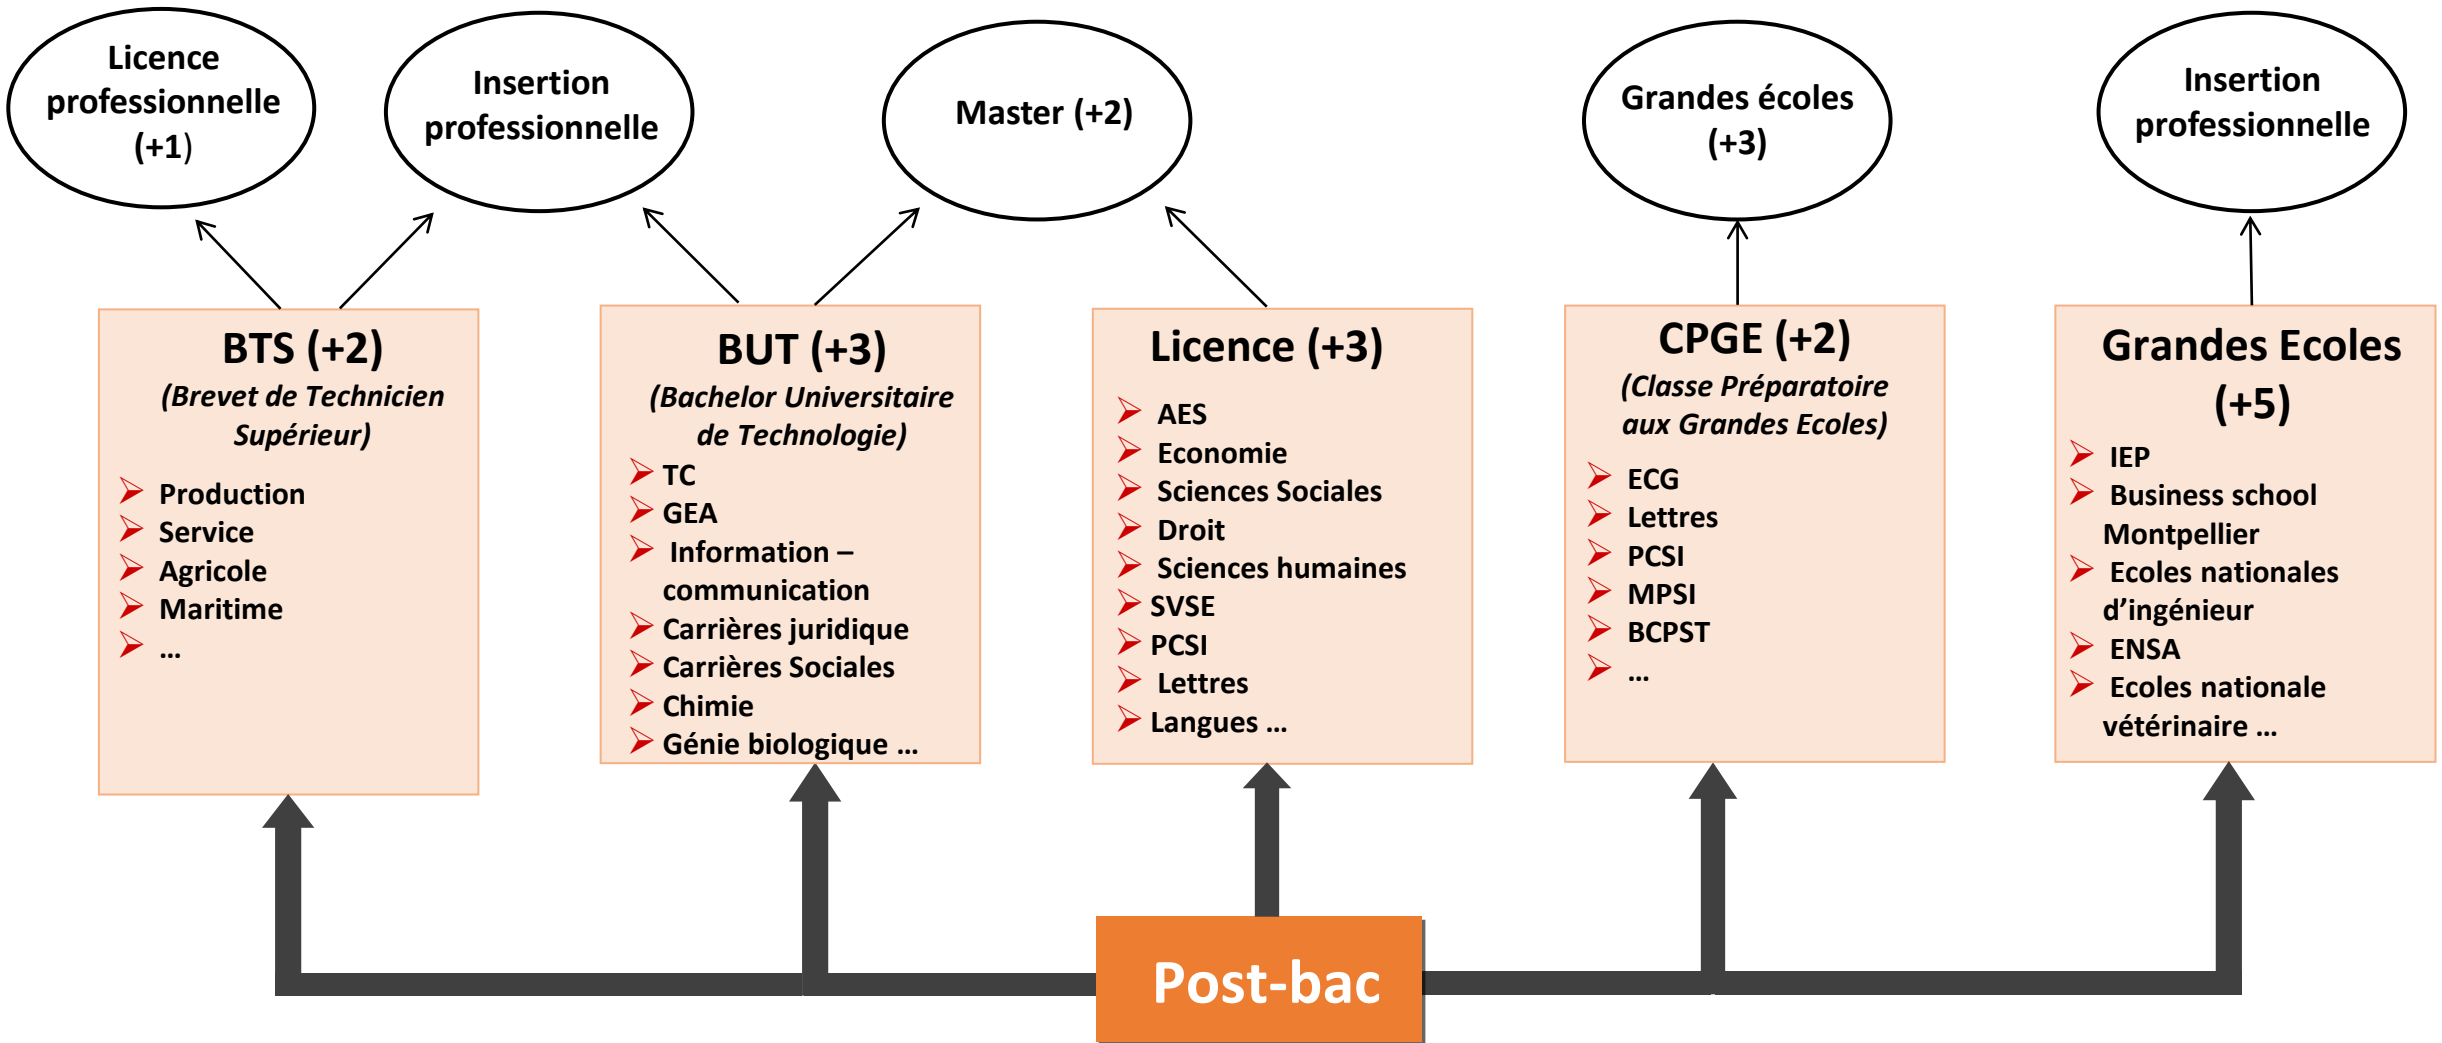 Licence
professionnelle
(+1)
Insertion
professionnelle
Master (+2)
Grandes écoles
(+3)
Insertion
professionnelle
BTS (+2)
(Brevet de Technicien
Supérieur)
Production
Service
Agricole
Maritime
...
BUT (+3)
(Bachelor Universitaire
de Technologie)
TC
GEA
Information –
communication
Carrières juridique
Carrières Sociales
Chimie
Génie biologique ...
Licence (+3)
AES
Economie
Sciences Sociales
Droit
Sciences humaines
SVSE
PCSI
Lettres
Langues ...
CPGE (+2)
(Classe Préparatoire
aux Grandes Ecoles)
ECG
Lettres
PCSI
MPSI
BCPST
...
Grandes Ecoles
(+5)
IEP
Business school
Montpellier
Ecoles nationales
d’ingénieur
ENSA
Ecoles nationale
vétérinaire ...
Post-bac